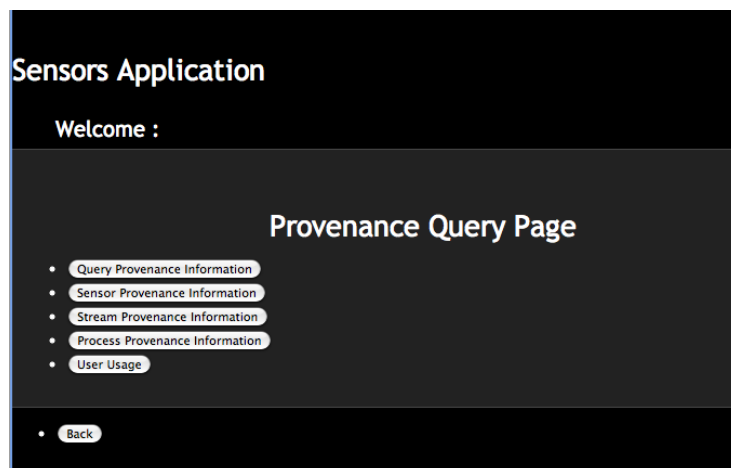 Sensors Application
Welcome :
Provenance Query Page
Query Provenance Information
Sensor Provenance Information
Stream Provenance Information
Process Provenance Information
User Usage
Back